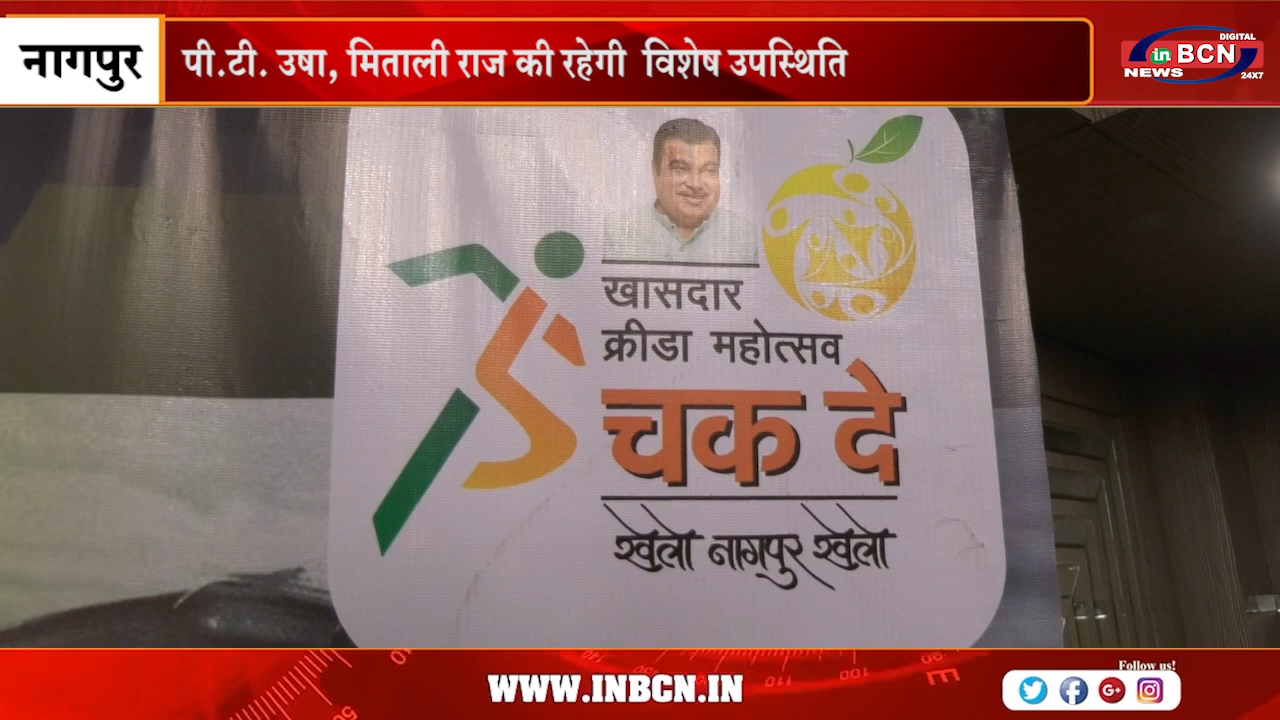 नागपुर
पी.टी. उषा, मिताली राज की रहेगी विशेष उपस्थिति
DIGITAL
in BCN
NEWS
24X7
खासदार
क्रीडा महोत्सव
चक दे
खेलो नागपुर खेलो
WWW.INBCN.IN
Follow us!